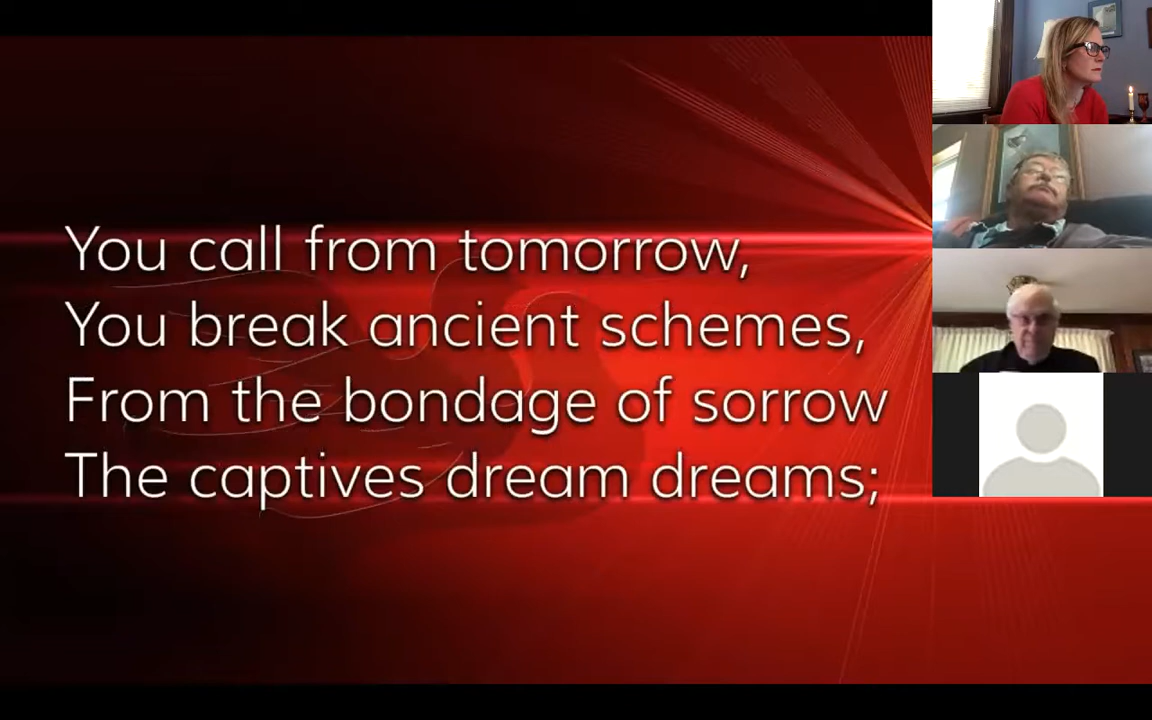 You call from tomorrow,
You break ancient schemes,
From the bondage of sorrow
The captives dream dreams;